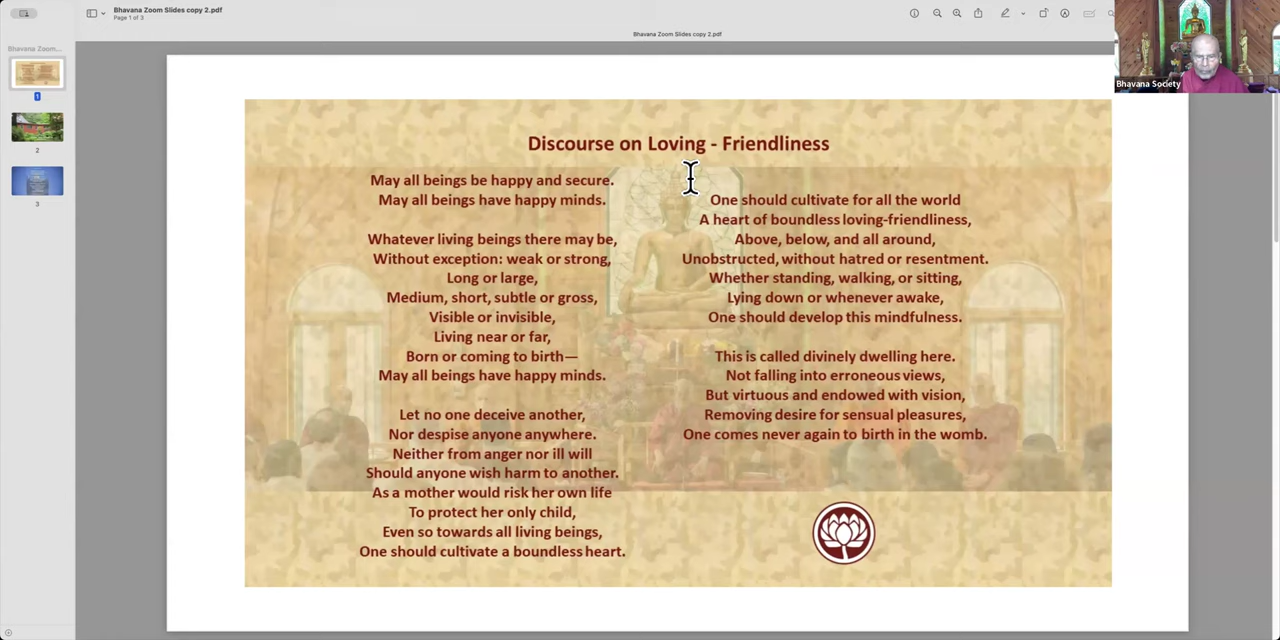 Bhavana Zoom Slides copy 2.pdf
Page 1 of 3
Bhavana Zoom Slides copy 2.pdf
Bhavana Zoom...
1
2
3
Bhavana Society
Discourse on Loving - Friendliness
May all beings be happy and secure.
May all beings have happy minds.
Whatever living beings there may be,
Without exception: weak or strong,
Long or large,
Medium, short, subtle or gross,
Visible or invisible,
Living near or far,
Born or coming to birth—
May all beings have happy minds.
Let no one deceive another,
Nor despise anyone anywhere.
Neither from anger nor ill will
Should anyone wish harm to another.
As a mother would risk her own life
To protect her only child,
Even so towards all living beings,
One should cultivate a boundless heart.
One should cultivate for all the world
A heart of boundless loving-friendliness,
Above, below, and all around,
Unobstructed, without hatred or resentment.
Whether standing, walking, or sitting,
Lying down or whenever awake,
One should develop this mindfulness.
This is called divinely dwelling here.
Not falling into erroneous views,
But virtuous and endowed with vision,
Removing desire for sensual pleasures,
One comes never again to birth in the womb.